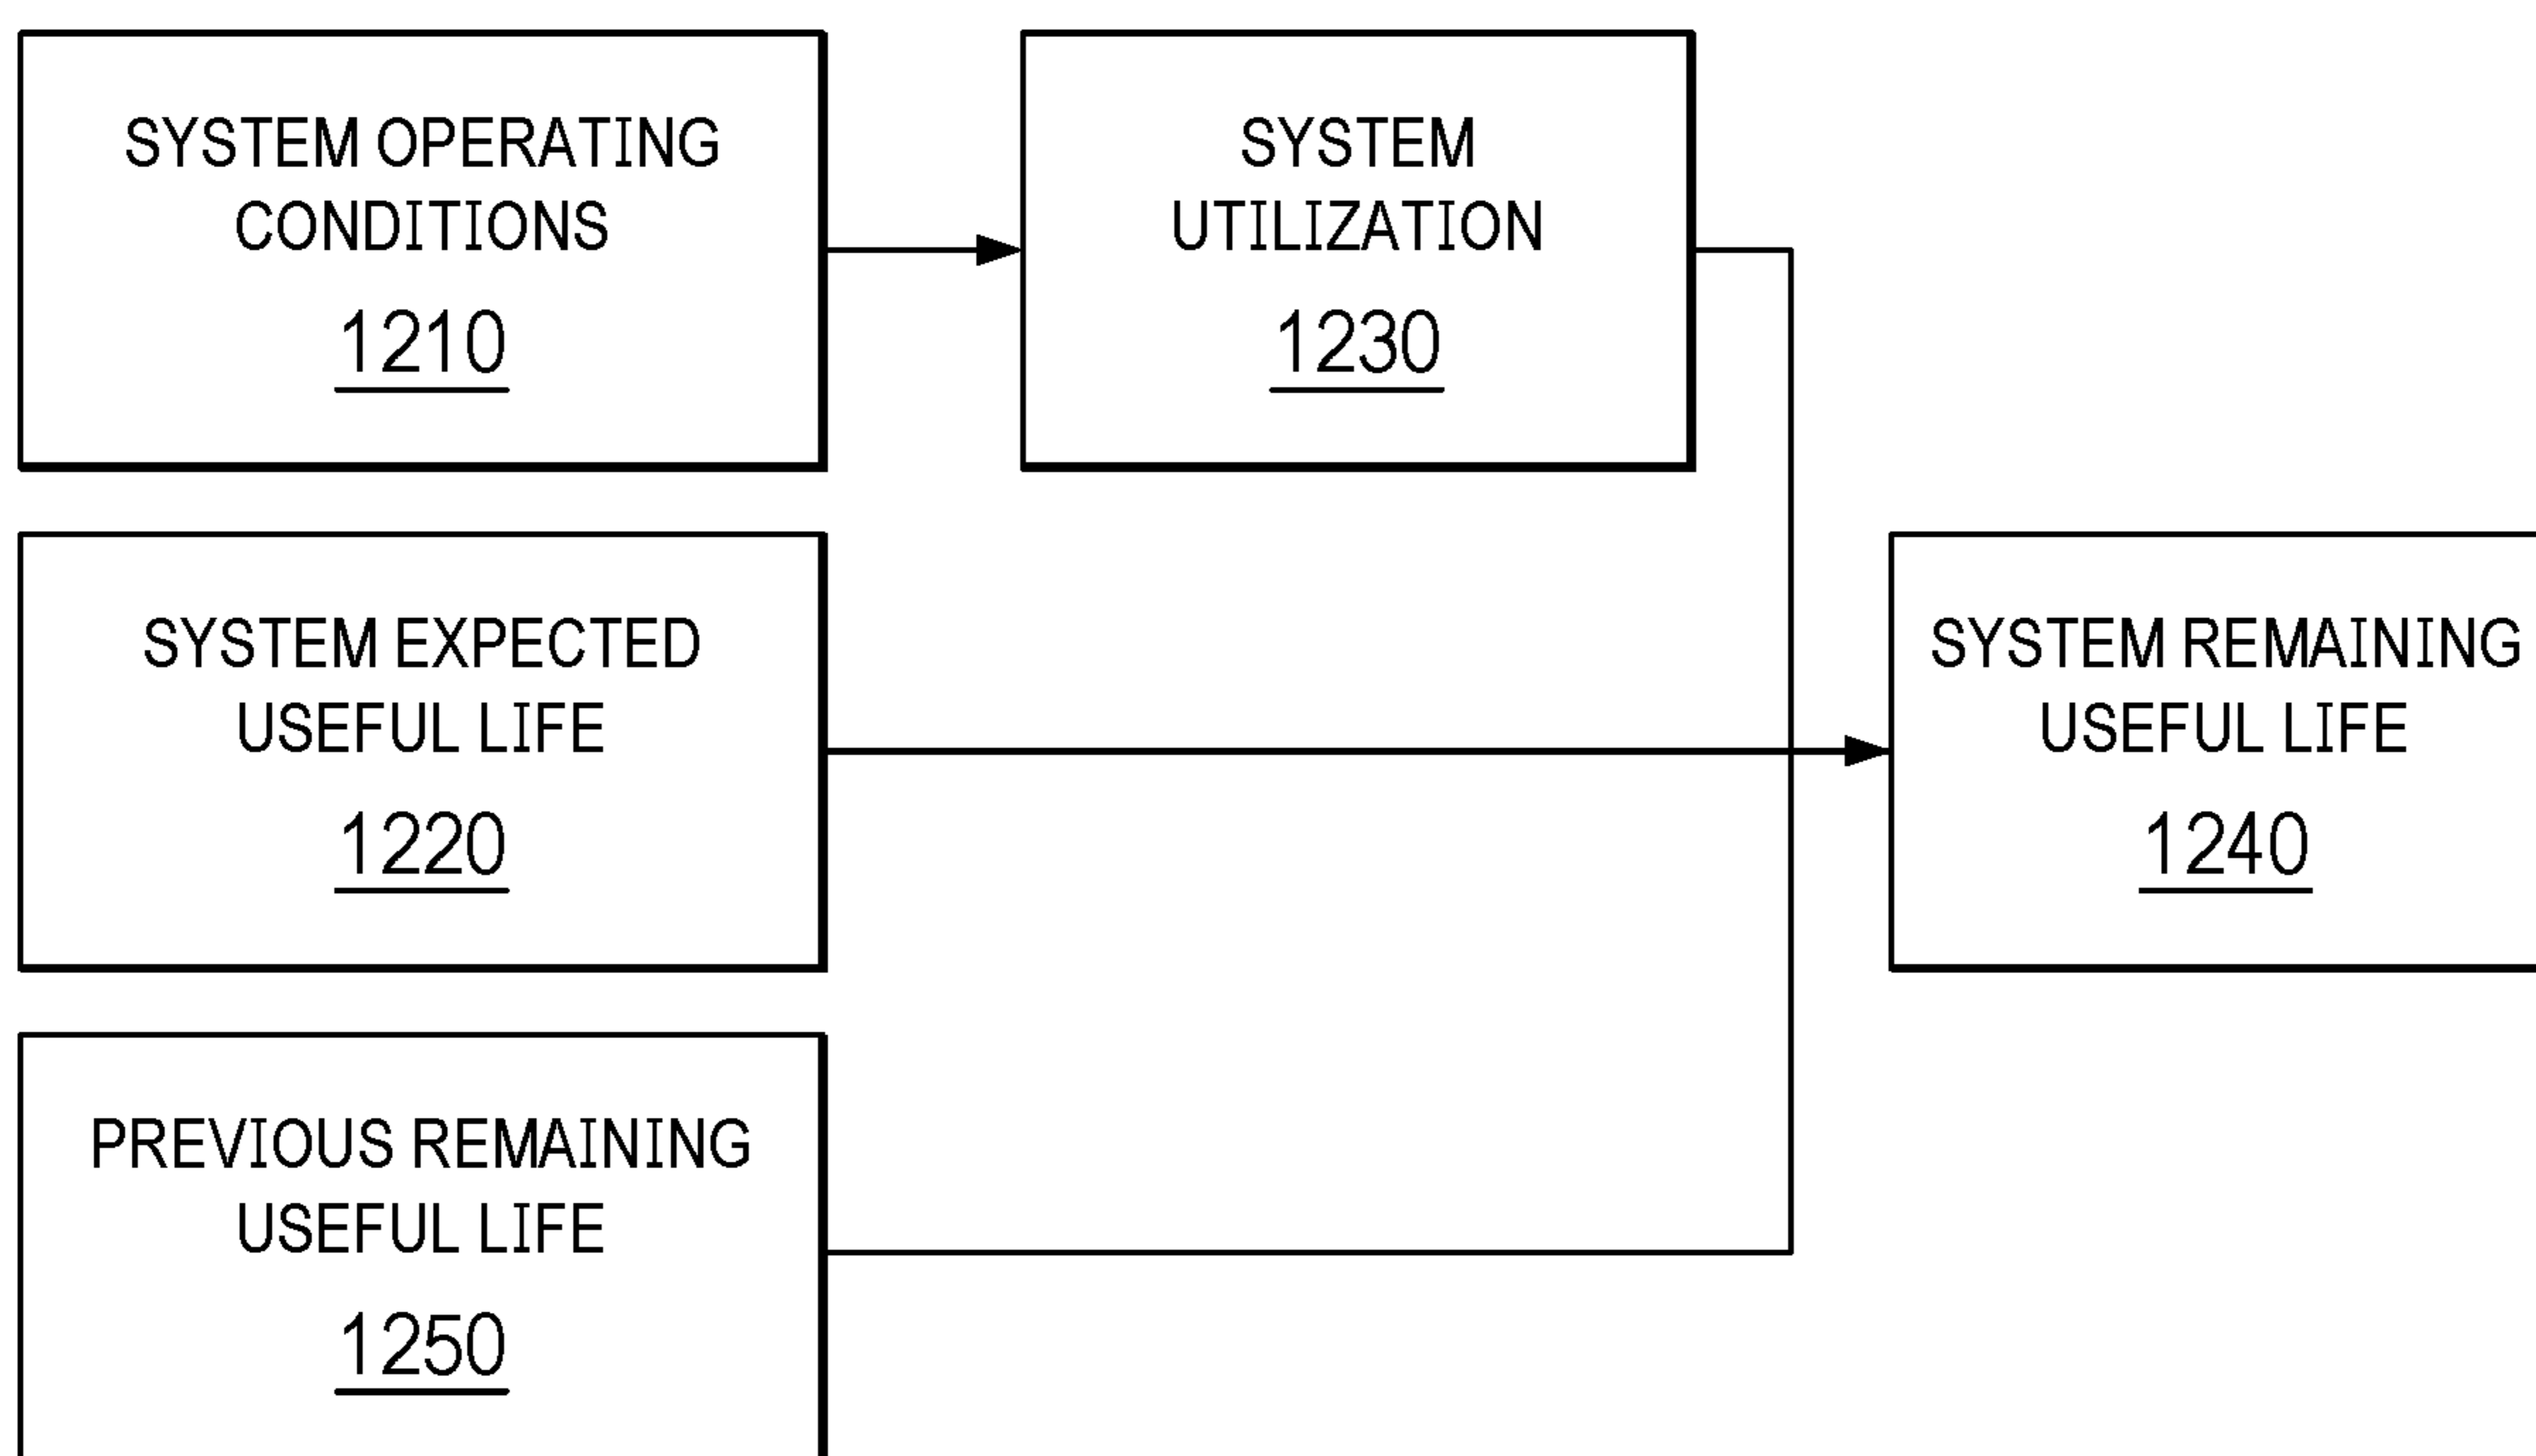 SYSTEM OPERATING
CONDITIONS
1210
SYSTEM
UTILIZATION
1230
SYSTEM EXPECTED
USEFUL LIFE
1220
SYSTEM REMAINING
USEFUL LIFE
1240
PREVIOUS REMAINING
USEFUL LIFE
1250